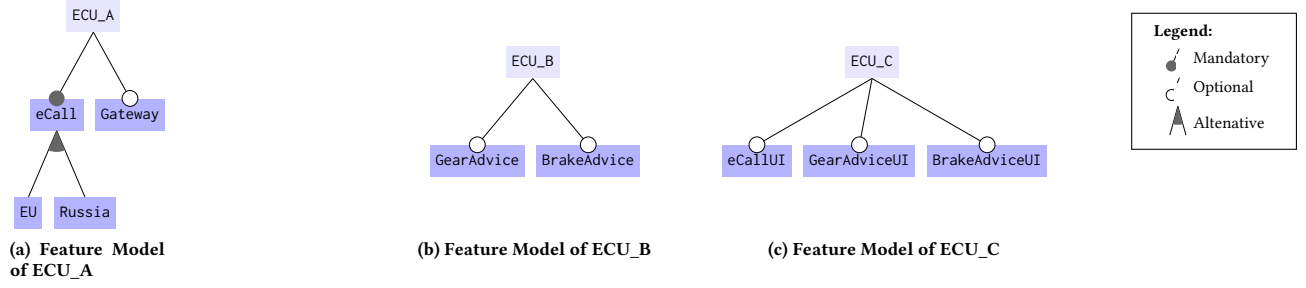 ECU_A
eCall
Gateway
EU
Russia
(a) Feature Model
of ECU_A
ECU_B
GearAdvice
BrakeAdvice
(b) Feature Model of ECU_B
ECU_C
eCallUI
GearAdviceUI
BrakeAdviceUI
(c) Feature Model of ECU_C
Legend:
Mandatory
Optional
Altenative